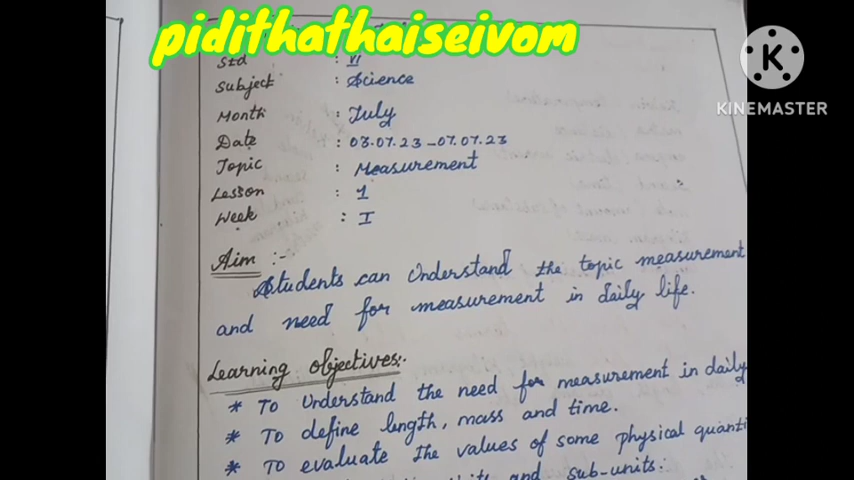 pidithathaiseivom
K
KINEMASTER
Std : VI
Subject : Science
Month : July
Date : 03.07.23 - 07.07.23
Topic : Measurement
Lesson : 1
Week : I
Aim :-
Students can Understand the topic measurement
and need for measurement in daily life.
Learning objectives:-
* To Understand the need for measurement in daily
* To define length, mass and time.
* To evaluate the values of some physical quanti
and sub-units.